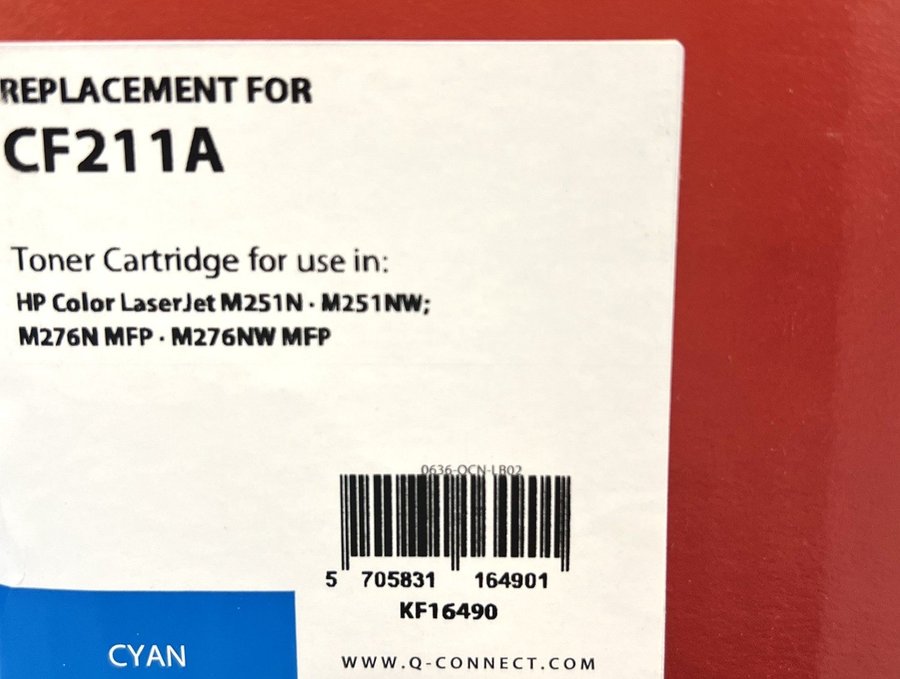 REPLACEMENT FOR
CF211A
Toner Cartridge for use in:
HP Color LaserJet M251N · M251NW;
M276N MFP · M276NW MFP
0636-QCN-LB02
5 705831 164901
KF16490
CYAN
WWW.Q-CONNECT.COM